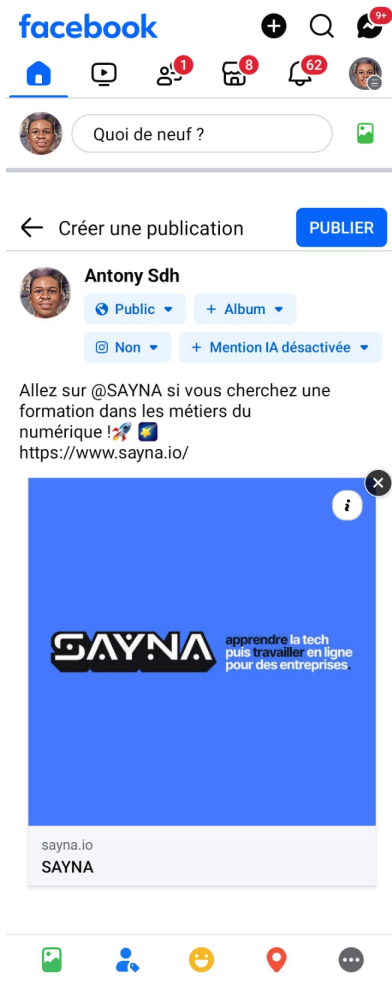 facebook
9+
1
8
62
Quoi de neuf ?
Créer une publication
PUBLIER
Antony Sdh
Public
+ Album
Non
+ Mention IA désactivée
Allez sur @SAYNA si vous cherchez une
formation dans les métiers du
numérique !🚀 🌠
https://www.sayna.io/
i
SAYNA
apprendre la tech
puis travailler en ligne
pour des entreprises.
sayna.io
SAYNA